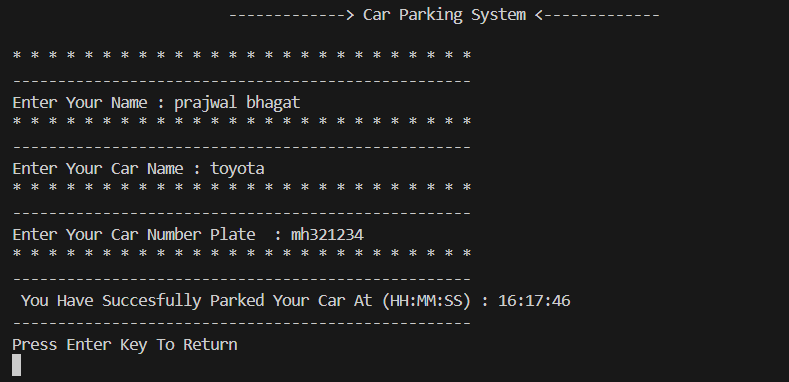 -------------> Car Parking System <-------------
* * * * * * * * * * * * * * * * * * * * * * * * * *
---------------------------------------------------
Enter Your Name : prajwal bhagat
* * * * * * * * * * * * * * * * * * * * * * * * * *
---------------------------------------------------
Enter Your Car Name : toyota
* * * * * * * * * * * * * * * * * * * * * * * * * *
---------------------------------------------------
Enter Your Car Number Plate  : mh321234
* * * * * * * * * * * * * * * * * * * * * * * * * *
---------------------------------------------------
 You Have Succesfully Parked Your Car At (HH:MM:SS) : 16:17:46
---------------------------------------------------
Press Enter Key To Return